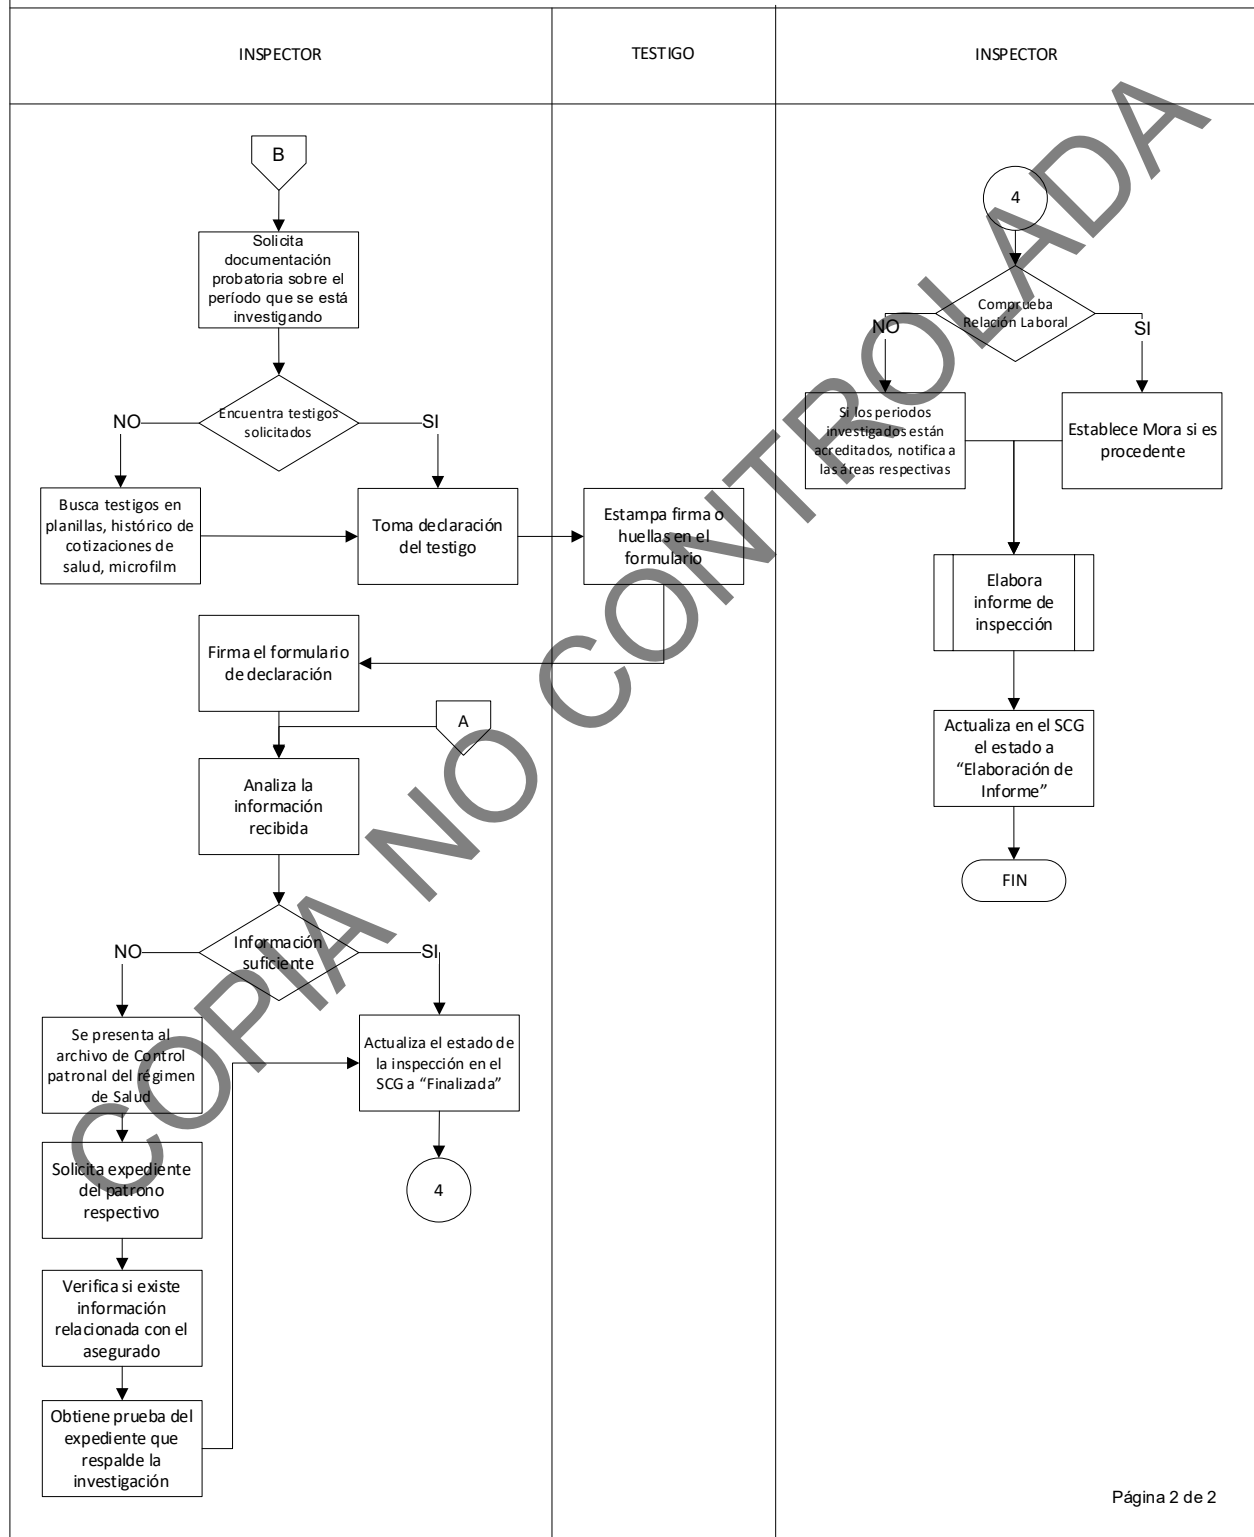 INSPECTOR
TESTIGO
INSPECTOR
B
Solicita
documentación
probatoria sobre el
período que se está
investigando
Encuentra testigos
solicitados
NO
SI
Busca testigos en
planillas, histórico de
cotizaciones de
salud, microfilm
Toma declaración
del testigo
Estampa firma o
huellas en el
formulario
Firma el formulario
de declaración
A
Analiza la
información
recibida
Información
suficiente
NO
SI
Se presenta al
archivo de Control
patronal del régimen
de Salud
Actualiza el estado de
la inspección en el
SCG a “Finalizada”
Solicita expediente
del patrono
respectivo
4
Verifica si existe
información
relacionada con el
asegurado
Obtiene prueba del
expediente que
respalde la
investigación
4
Comprueba
Relación Laboral
NO
SI
Si los periodos
investigados están
acreditados, notifica a
las áreas respectivas
Establece Mora si es
procedente
Elabora
informe de
inspección
Actualiza en el SCG
el estado a
“Elaboración de
Informe”
FIN
COPIA NO CONTROLADA
Página 2 de 2